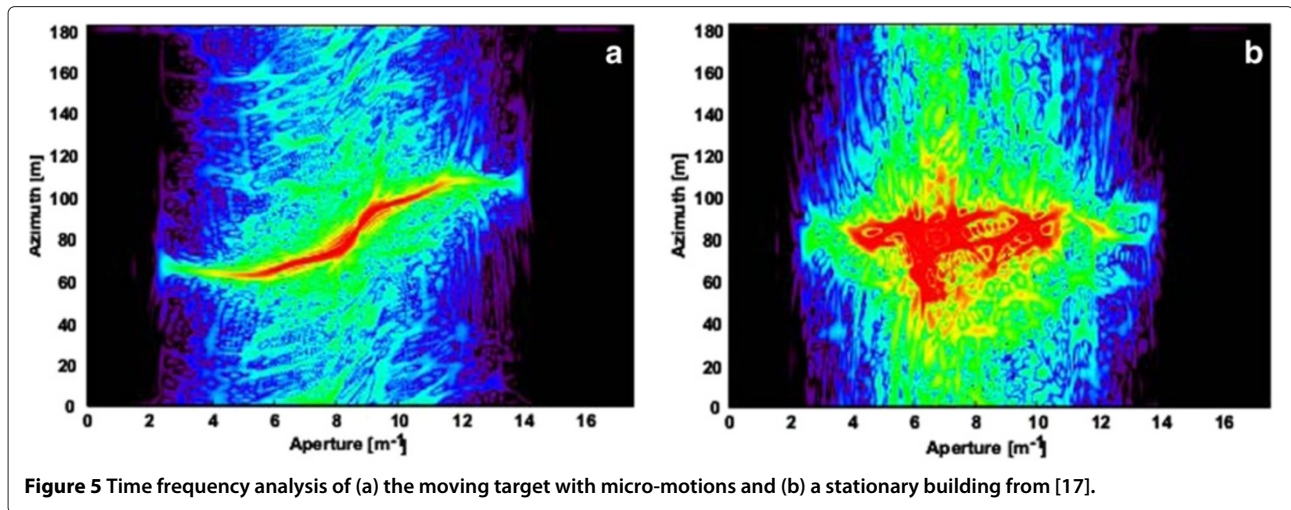 180
160
140
120
100
80
60
40
20
0
Azimuth [m]
0 2 4 6 8 10 12 14 16
Aperture [m-1]
a
180
160
140
120
100
80
60
40
20
0
Azimuth [m]
0 2 4 6 8 10 12 14 16
Aperture [m-1]
b
Figure 5 Time frequency analysis of (a) the moving target with micro-motions and (b) a stationary building from [17].